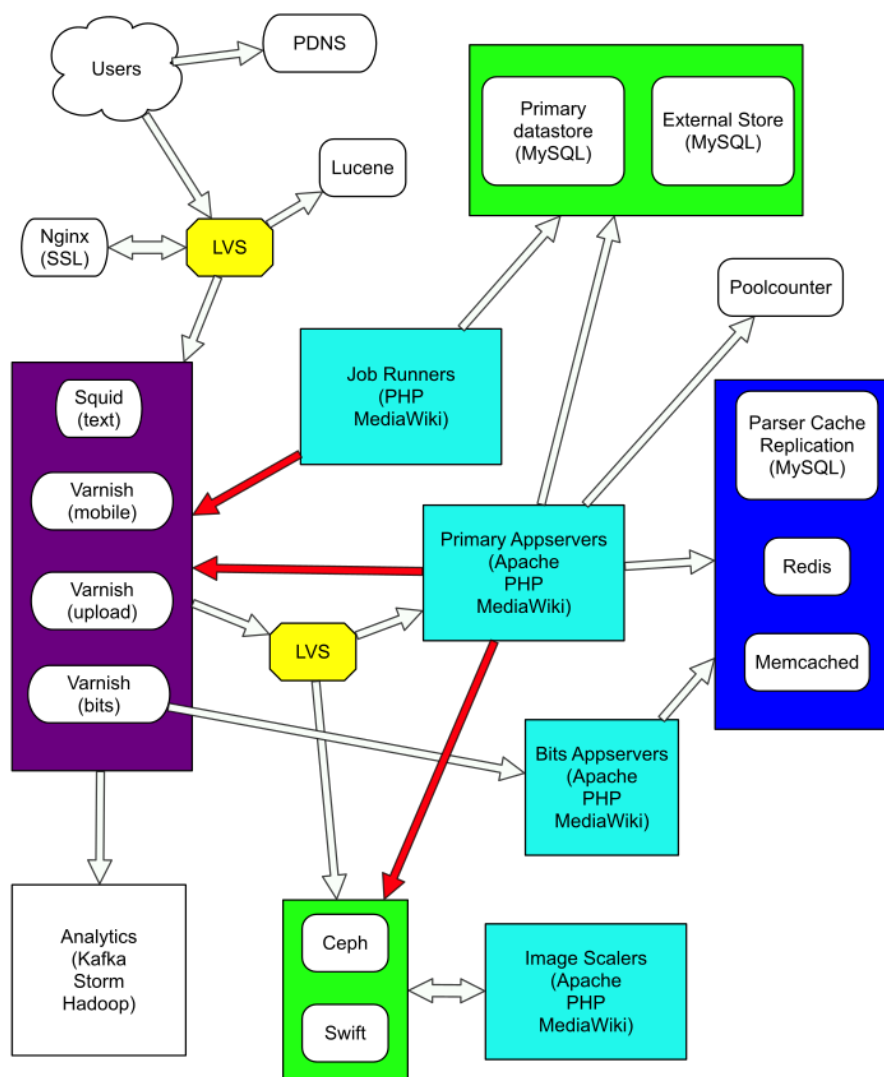 PDNS
Users
Primary
datastore
(MySQL)
External Store
(MySQL)
Lucene
Nginx
(SSL)
LVS
Poolcounter
Job Runners
(PHP
MediaWiki)
Squid
(text)
Parser Cache
Replication
(MySQL)
Varnish
(mobile)
Primary Appservers
(Apache
PHP
MediaWiki)
Redis
Varnish
(upload)
LVS
Memcached
Varnish
(bits)
Bits Appservers
(Apache
PHP
MediaWiki)
Analytics
(Kafka
Storm
Hadoop)
Ceph
Swift
Image Scalers
(Apache
PHP
MediaWiki)